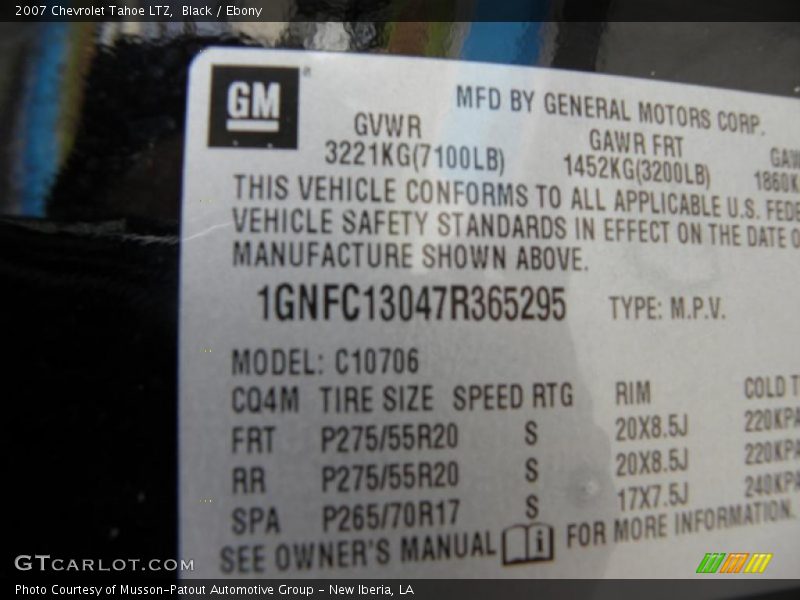 2007 Chevrolet Tahoe LTZ, Black / Ebony
GM
MFD BY GENERAL MOTORS CORP.
GVWR GAWR FRT
3221KG(7100LB) 1452KG(3200LB)
THIS VEHICLE CONFORMS TO ALL APPLICABLE U.S.
VEHICLE SAFETY STANDARDS IN EFFECT ON THE DATE
MANUFACTURE SHOWN ABOVE.
1GNFC13047R365295 TYPE: M.P.V.
MODEL: C10706
CQ4M TIRE SIZE SPEED RTG RIM COLD
FRT P275/55R20 S 20X8.5J 220KPA
RR P275/55R20 S 20X8.5J 220KPA
SPA P265/70R17 S 17X7.5J 240KPA
SEE OWNER'S MANUAL i FOR MORE INFORMATION.
GTCarlot.com
Photo Courtesy of Musson-Patout Automotive Group - New Iberia, LA